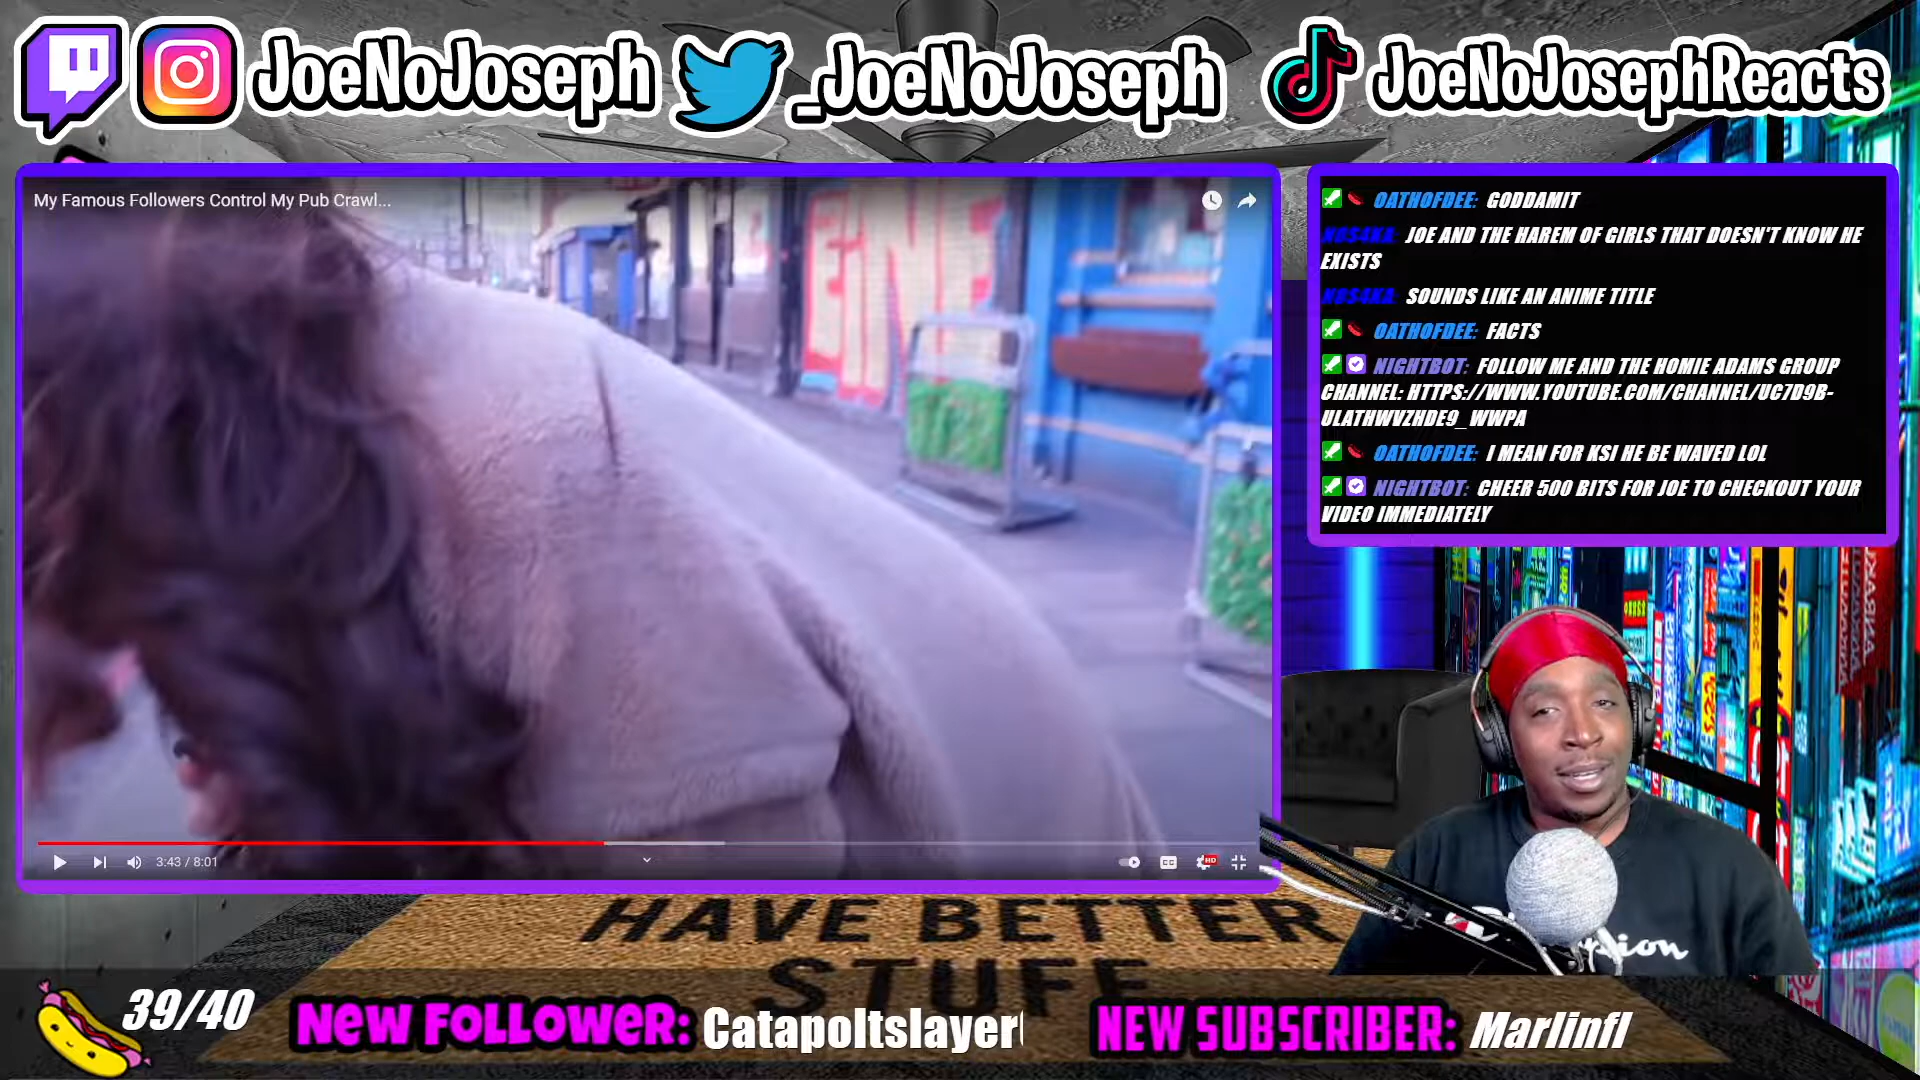 JoeNoJoseph
_JoeNoJoseph
JoeNoJosephReacts
My Famous Followers Control My Pub Crawl...
OATHOFDEE: GODDAMIT
N0S4XA: JOE AND THE HAREM OF GIRLS THAT DOESN'T KNOW HE
EXISTS
SOUNDS LIKE AN ANIME TITLE
OATHOFDEE: FACTS
NIGHTBOT: FOLLOW ME AND THE HOMIE ADAMS GROUP
CHANNEL: HTTPS://WWW.YOUTUBE.COM/CHANNEL/UC7D9B-
ULATHWVZHDE9_WWPA
OATHOFDEE: I MEAN FOR KSI HE BE WAVED LOL
NIGHTBOT: CHEER 500 BITS FOR JOE TO CHECKOUT YOUR
VIDEO IMMEDIATELY
3:43 / 8:01
CC
HD
HAVE BETTER
STUFF
39/40
NEW FOLLOWER: Catapoltslayer
NEW SUBSCRIBER: Marlinfl